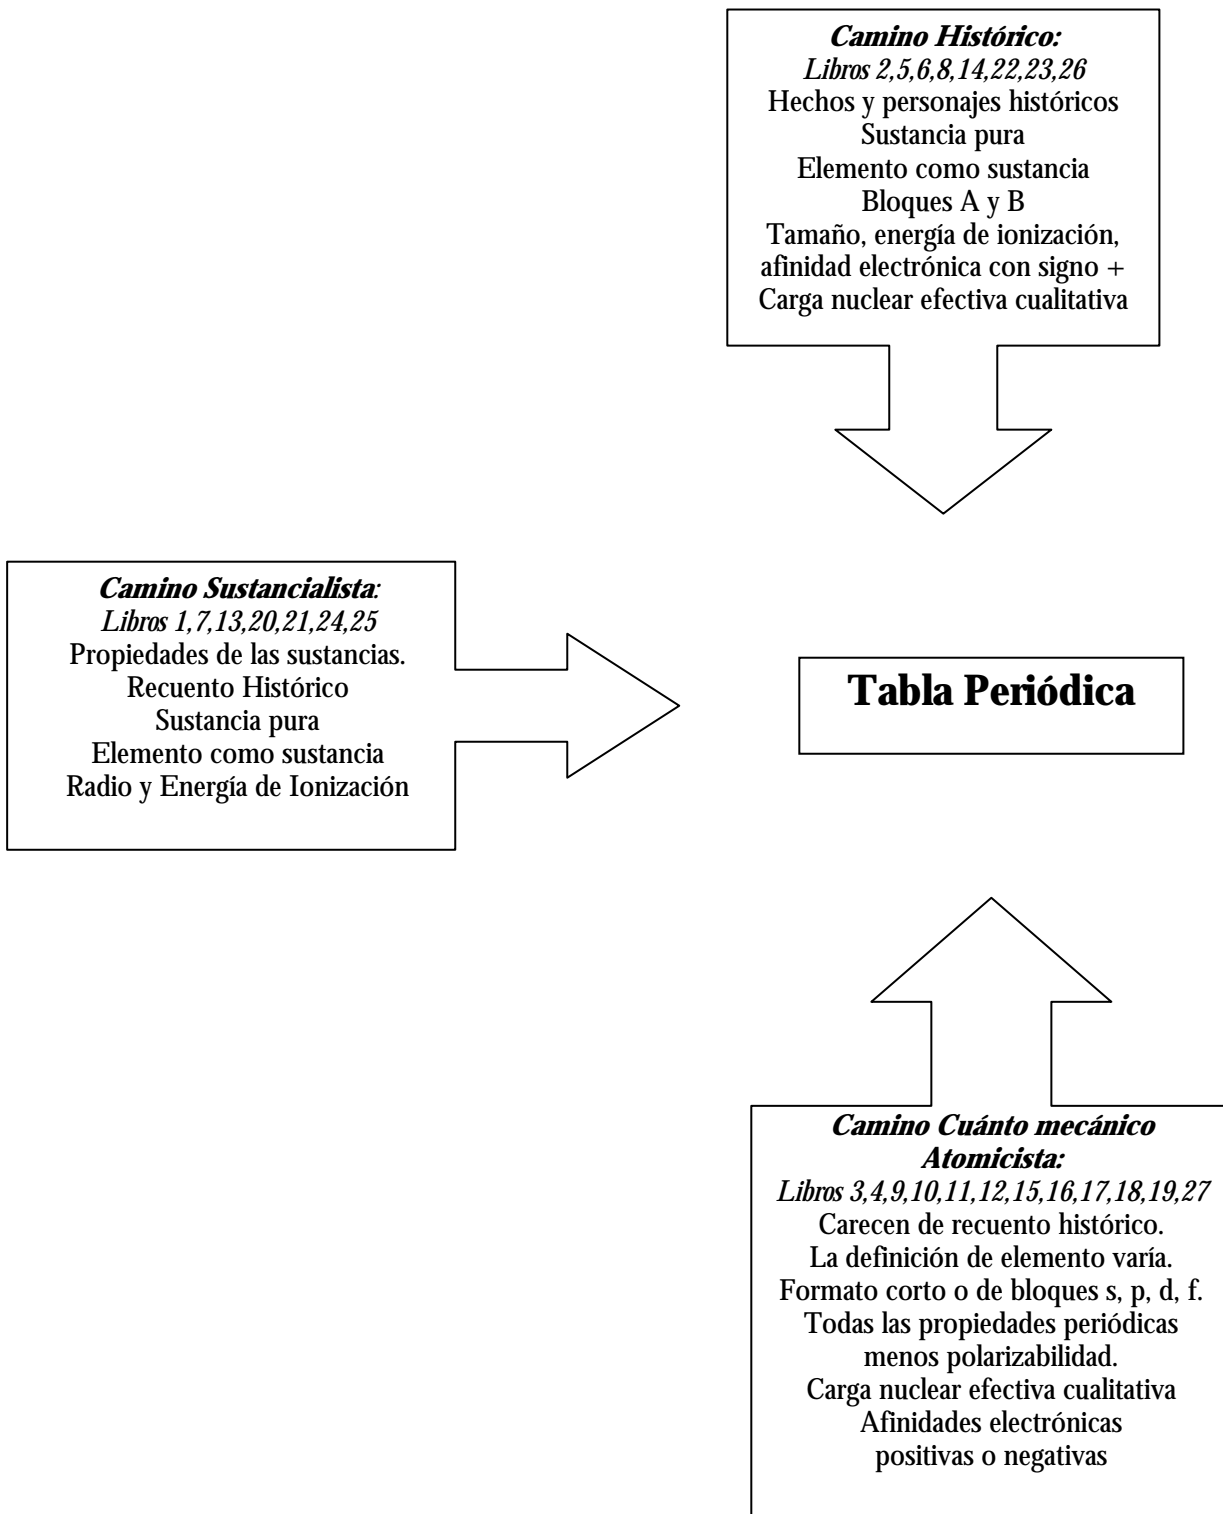 Camino Histórico:
Libros 2,5,6,8,14,22,23,26
Hechos y personajes históricos
Sustancia pura
Elemento como sustancia
Bloques A y B
Tamaño, energía de ionización,
afinidad electrónica con signo +
Carga nuclear efectiva cualitativa
Camino Sustancialista:
Libros 1,7,13,20,21,24,25
Propiedades de las sustancias.
Recuento Histórico
Sustancia pura
Elemento como sustancia
Radio y Energía de Ionización
Tabla Periódica
Camino Cuánto mecánico
Atomicista:
Libros 3,4,9,10,11,12,15,16,17,18,19,27
Carecen de recuento histórico.
La definición de elemento varía.
Formato corto o de bloques s, p, d, f.
Todas las propiedades periódicas
menos polarizabilidad.
Carga nuclear efectiva cualitativa
Afinidades electrónicas
positivas o negativas